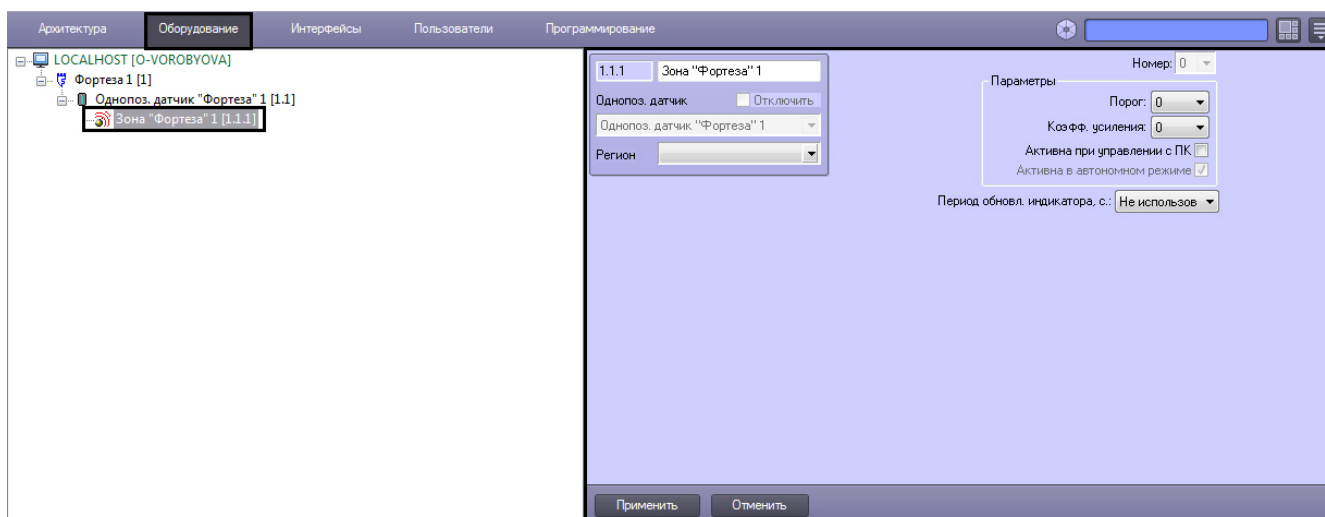 Архитектура Оборудование Интерфейсы Пользователи Программирование
LOCALHOST [O-VOROBYOVA]
Фортеза 1 [1]
Однопоз. датчик "Фортеза" 1 [1.1]
Зона "Фортеза" 1 [1.1.1]
1.1.1 Зона "Фортеза" 1
Однопоз. датчик Отключить
Однопоз. датчик "Фортеза" 1
Регион
Номер: 0
Параметры
Порог: 0
Коэфф. усиления: 0
Активна при управлении с ПК
Активна в автономном режиме
Период обновл. индикатора, с.: Не использов
Применить Отменить